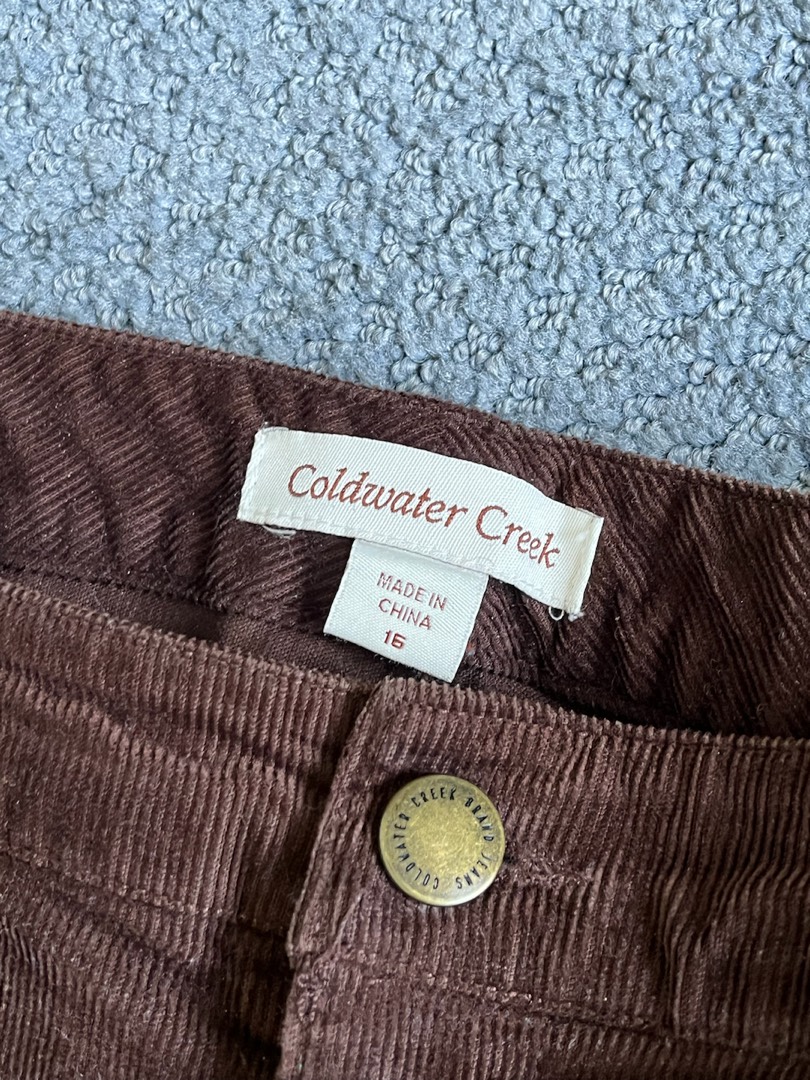 Coldwater Creek
MADE IN
CHINA
16
COLDWATER CREEK BRAND JEANS